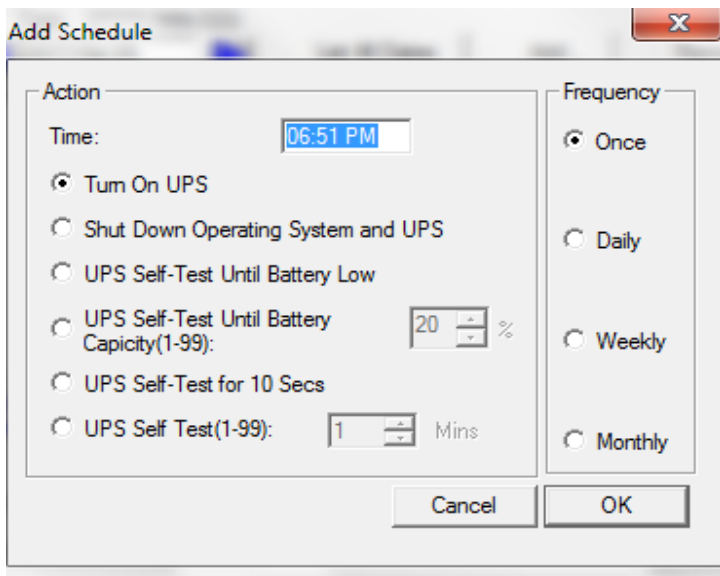 Add Schedule
Action
Time:
06:51 PM
Turn On UPS
Shut Down Operating System and UPS
UPS Self-Test Until Battery Low
UPS Self-Test Until Battery
Capicity(1-99):
20 %
UPS Self-Test for 10 Secs
UPS Self Test(1-99):
1 Mins
Frequency
Once
Daily
Weekly
Monthly
Cancel
OK